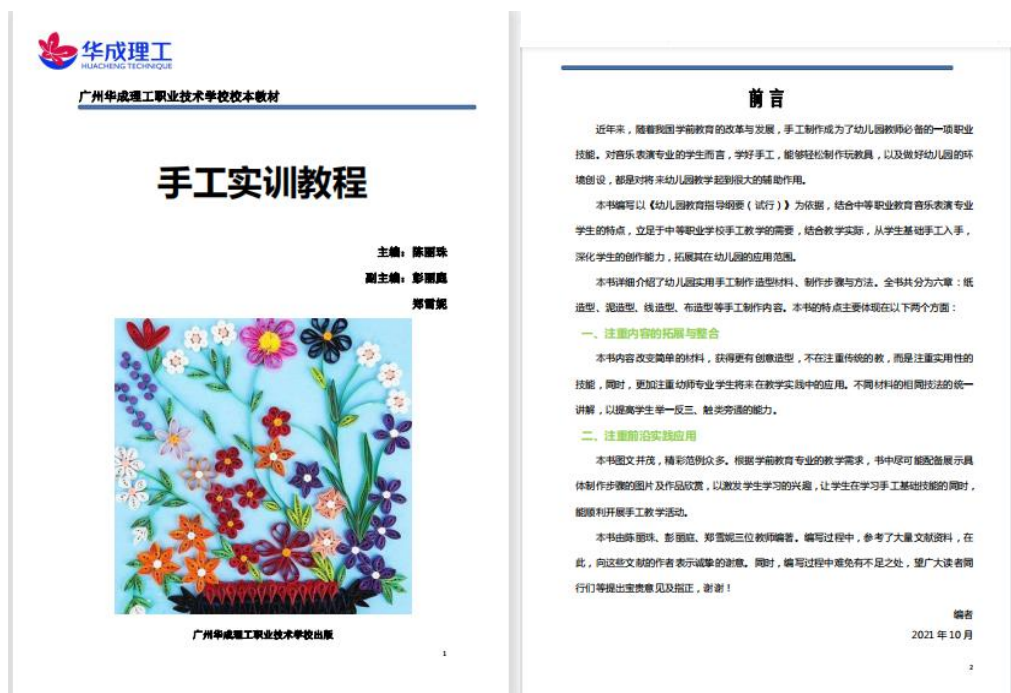 华成理工
HUACHENG TECHNIQUE
广州华成理工职业技术学校校本教材
手工实训教程
主编：陈丽珠
副主编：彭丽庭
郑雪妮
广州华成理工职业技术学校出版
1
前言
近年来，随着我国学前教育的改革与发展，手工制作成为了幼儿园教师必备的一项职业
技能。对音乐表演专业的学生而言，学好手工，能够轻松制作玩教具，以及做好幼儿园的环
境创设，都是对将来幼儿园教学起到很大的辅助作用。
本书编写以《幼儿园教育指导纲要（试行）》为依据，结合中等职业教育音乐表演专业
学生的特点，立足于中等职业学校手工教学的需要，结合教学实际，从学生基础手工入手，
深化学生的创作能力，拓展其在幼儿园的应用范围。
本书详细介绍了幼儿园实用手工制作造型材料、制作步骤与方法。全书共分为六章：纸
造型、泥造型、线造型、布造型等手工制作内容。本书的特点主要体现在以下两个方面：
一、注重内容的拓展与整合
本书内容改变简单的材料，获得更有创意造型，不在注重传统的教，而是注重实用性的
技能，同时，更加注重幼师专业学生将来在教学实践中的应用。不同材料的相同技法的统一
讲解，以提高学生举一反三、触类旁通的能力。
二、注重前沿实践应用
本书图文并茂，精彩范例众多。根据学前教育专业的教学需求，书中尽可能配备展示具
体制作步骤的图片及作品欣赏，以激发学生学习的兴趣，让学生在学习手工基础技能的同时，
能顺利开展手工教学活动。
本书由陈丽珠、彭丽庭、郑雪妮三位教师编著。编写过程中，参考了大量文献资料，在
此，向这些文献的作者表示诚挚的谢意。同时，编写过程中难免有不足之处，望广大读者同
行们等提出宝贵意见及指正，谢谢！
编者
2021 年 10 月
2